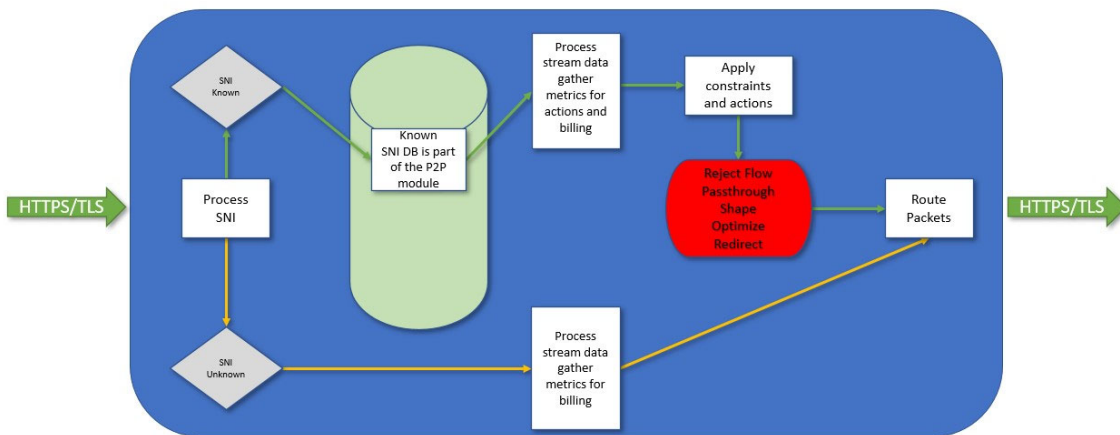 HTTPS/TLS
Process
SNI
SNI
Known
Known
SNI DB is part
of the P2P
module
Process
stream data
gather
metrics for
actions and
billing
Apply
constraints
and actions
Reject Flow
Passthrough
Shape
Optimize
Redirect
SNI
Unknown
Process
stream data
gather
metrics for
billing
Route
Packets
HTTPS/TLS